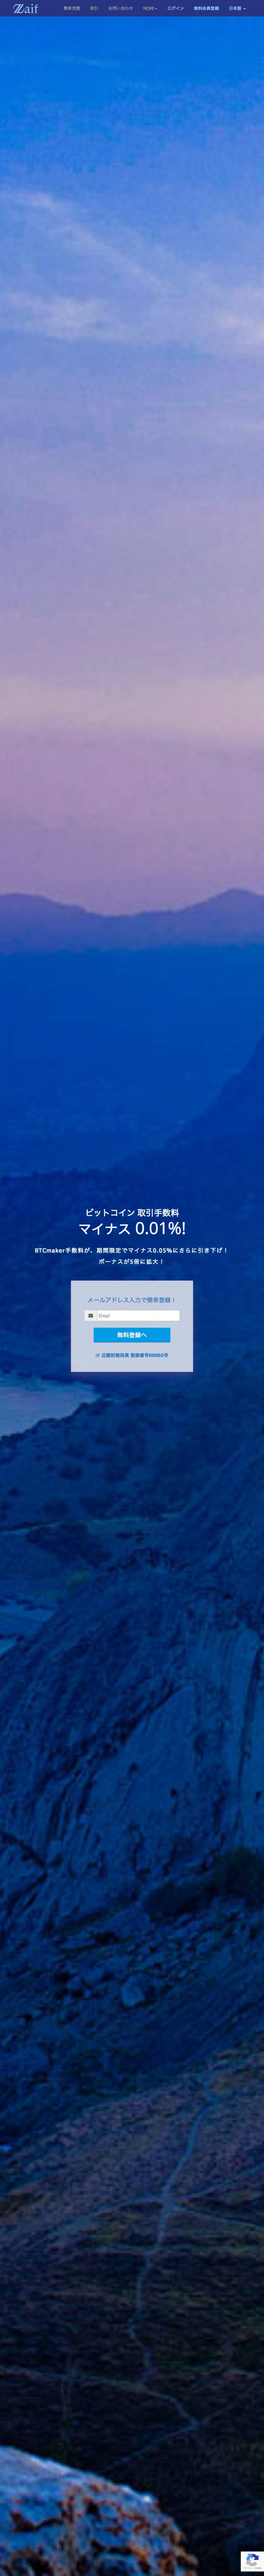 Zaif
簡単売買 取引 お問い合わせ MORE ログイン 無料会員登録 日本語
ビットコイン 取引手数料
マイナス 0.01%!
BTCmaker手数料が、期間限定でマイナス0.05%にさらに引き下げ！
ボーナスが5倍に拡大！
メールアドレス入力で簡単登録！
Email
無料登録へ
近畿財務局長 登録番号00002号